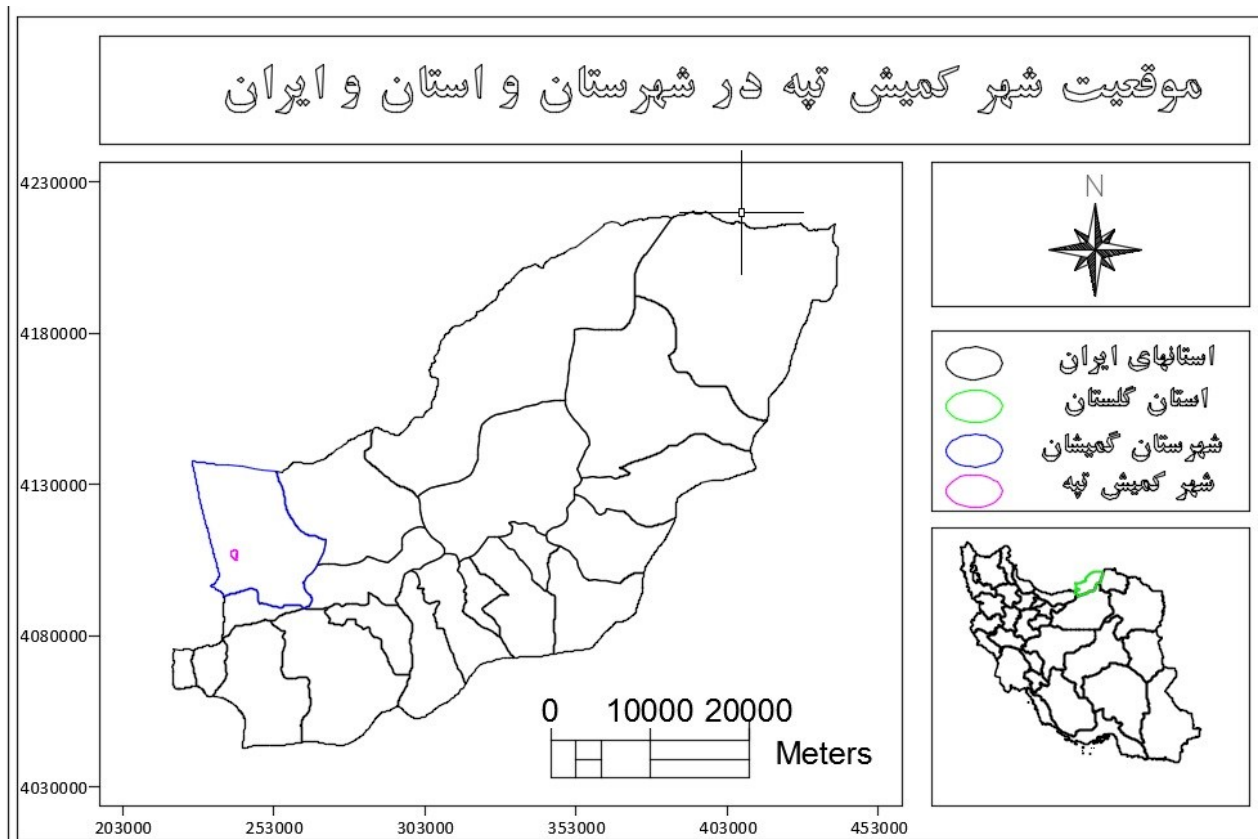 موقعیت شهر کمیش تپه در شهرستان و استان و ایران
4230000
4180000
4130000
4080000
4030000
203000 253000 303000 353000 403000 453000
0 10000 20000
Meters
N
استانهای ایران
استان گلستان
شهرستان گمیشان
شهر کمیش تپه